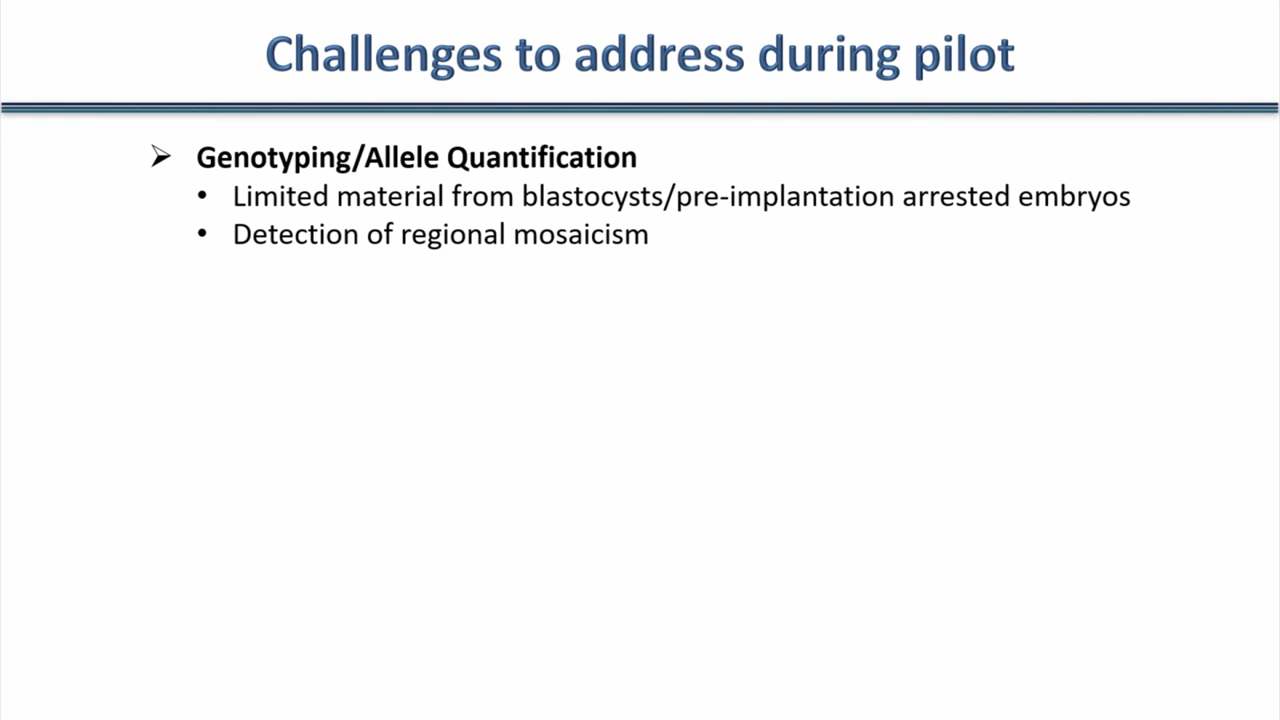 Challenges to address during pilot
➢ Genotyping/Allele Quantification
• Limited material from blastocysts/pre-implantation arrested embryos
• Detection of regional mosaicism